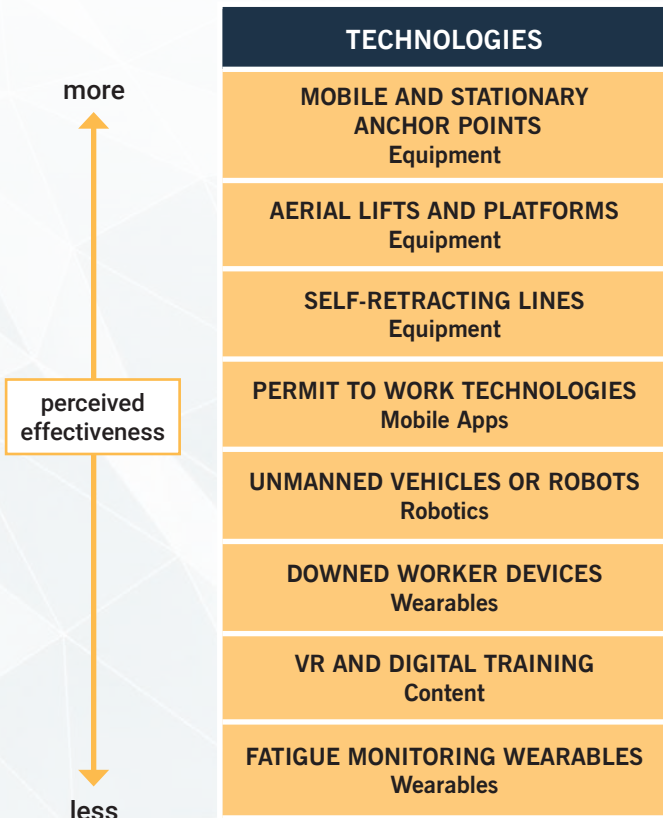 TECHNOLOGIES
more
MOBILE AND STATIONARY
ANCHOR POINTS
Equipment
AERIAL LIFTS AND PLATFORMS
Equipment
SELF-RETRACTING LINES
Equipment
perceived
effectiveness
PERMIT TO WORK TECHNOLOGIES
Mobile Apps
UNMANNED VEHICLES OR ROBOTS
Robotics
DOWNED WORKER DEVICES
Wearables
VR AND DIGITAL TRAINING
Content
FATIGUE MONITORING WEARABLES
Wearables
less